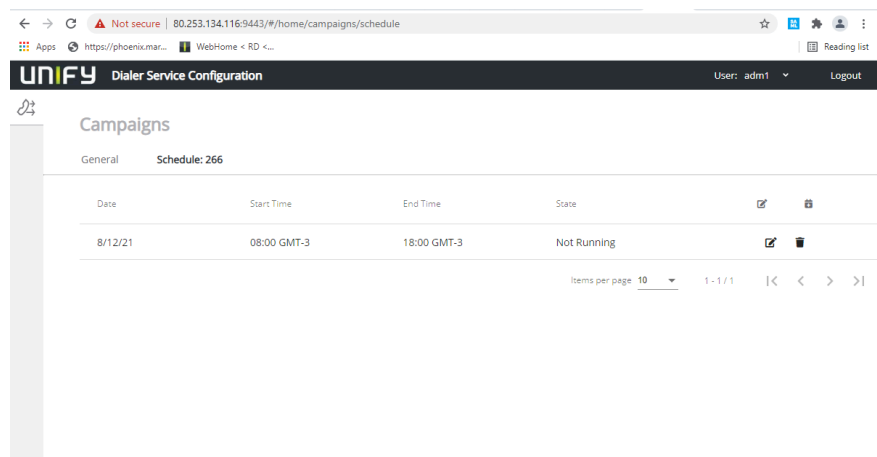 Not secure | 80.253.134.116:9443/#/home/campaigns/schedule
Apps https://phoenix.mar... WebHome < RD <... Reading list
UNIFY Dialer Service Configuration User: adm1 Logout
Campaigns
General Schedule: 266
Date Start Time End Time State
8/12/21 08:00 GMT-3 18:00 GMT-3 Not Running
Items per page 10 1 - 1 / 1